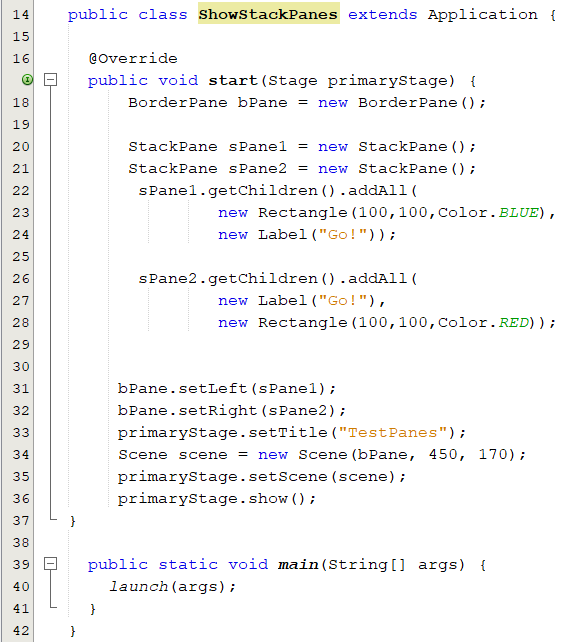 14 public class ShowStackPanes extends Application {
15
16 @Override
public void start(Stage primaryStage) {
18 BorderPane bPane = new BorderPane();
19
20 StackPane sPane1 = new StackPane();
21 StackPane sPane2 = new StackPane();
22 sPane1.getChildren().addAll(
23 new Rectangle(100,100,Color.BLUE),
24 new Label("Go!"));
25
26 sPane2.getChildren().addAll(
27 new Label("Go!"),
28 new Rectangle(100,100,Color.RED));
29
30
31 bPane.setLeft(sPane1);
32 bPane.setRight(sPane2);
33 primaryStage.setTitle("TestPanes");
34 Scene scene = new Scene(bPane, 450, 170);
35 primaryStage.setScene(scene);
36 primaryStage.show();
37 }
38
39 public static void main(String[] args) {
40 launch(args);
41 }
42 }